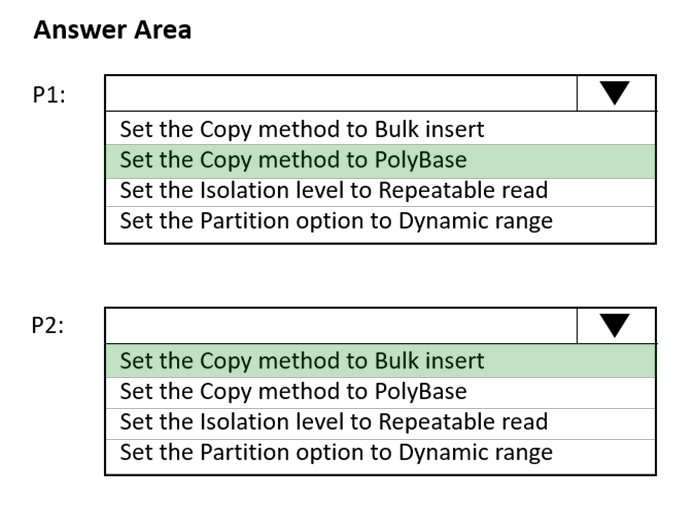 Answer Area
P1:
Set the Copy method to Bulk insert
Set the Copy method to PolyBase
Set the Isolation level to Repeatable read
Set the Partition option to Dynamic range
P2:
Set the Copy method to Bulk insert
Set the Copy method to PolyBase
Set the Isolation level to Repeatable read
Set the Partition option to Dynamic range